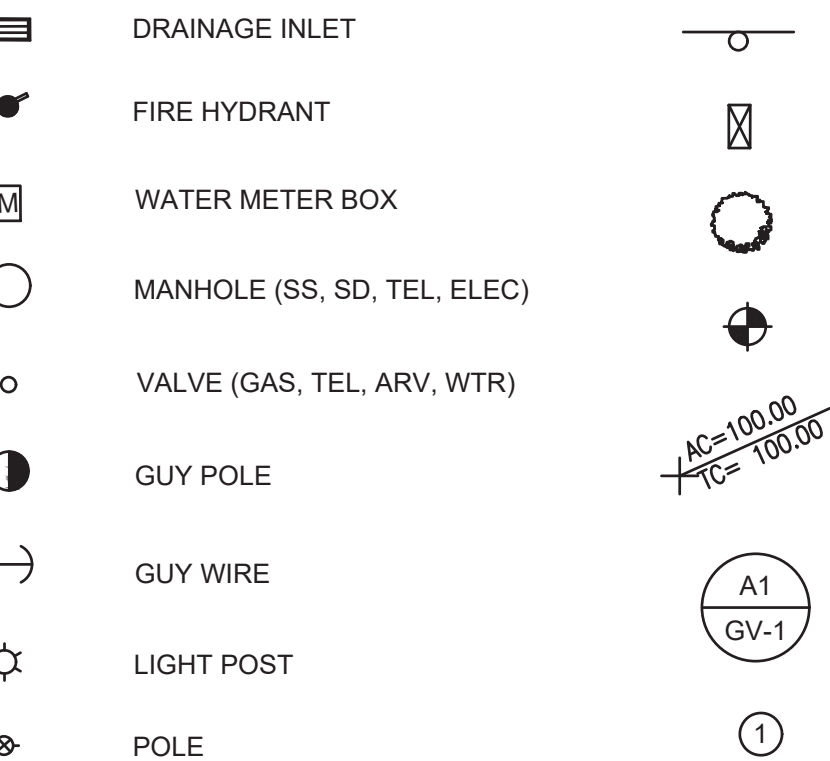 DRAINAGE INLET
FIRE HYDRANT
M
WATER METER BOX
MANHOLE (SS, SD, TEL, ELEC)
VALVE (GAS, TEL, ARV, WTR)
GUY POLE
GUY WIRE
LIGHT POST
POLE
AC=100.00
TC= 100.00
A1
GV-1
1